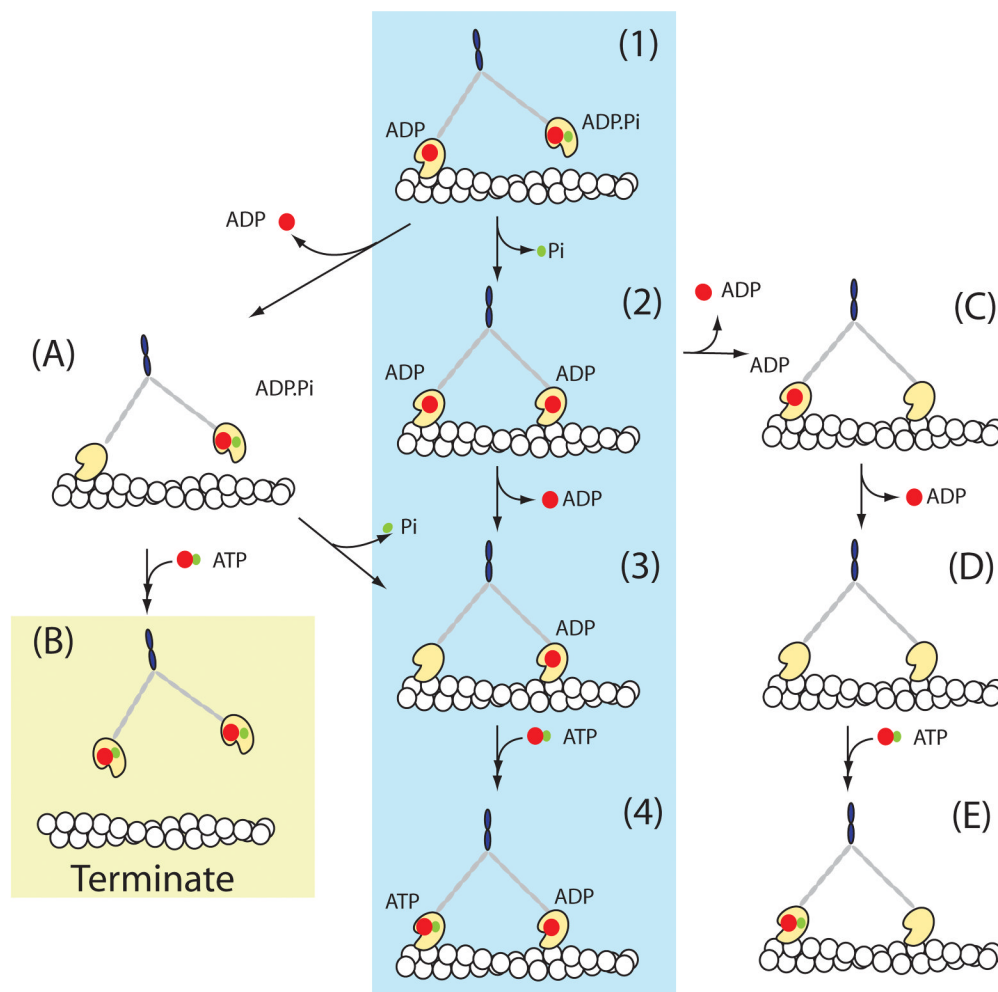 (1)
ADP
ADP.Pi
ADP
Pi
(2)
ADP
(C)
(A)
ADP.Pi
ADP
ADP
ADP
ADP
ADP
Pi
(3)
(D)
ATP
ADP
(B)
ATP
ATP
(4)
(E)
Terminate
ATP
ADP